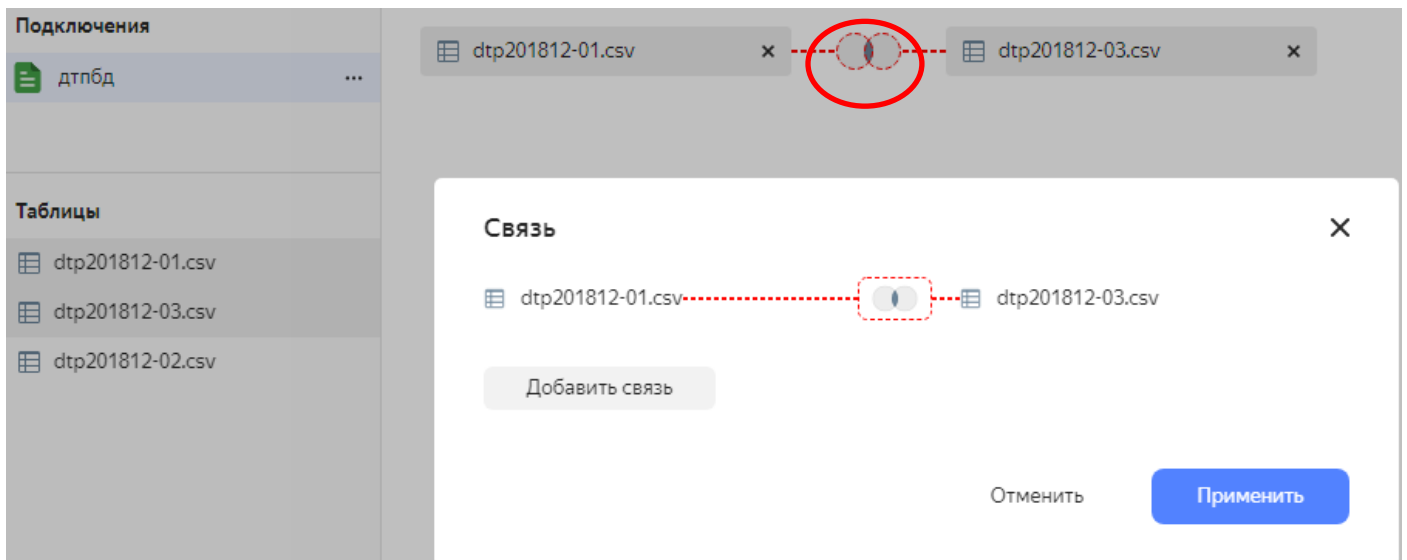 Подключения
дтпбд
dtp201812-01.csv
dtp201812-03.csv
Таблицы
dtp201812-01.csv
dtp201812-03.csv
dtp201812-02.csv
Связь
dtp201812-01.csv
dtp201812-03.csv
Добавить связь
Отменить
Применить